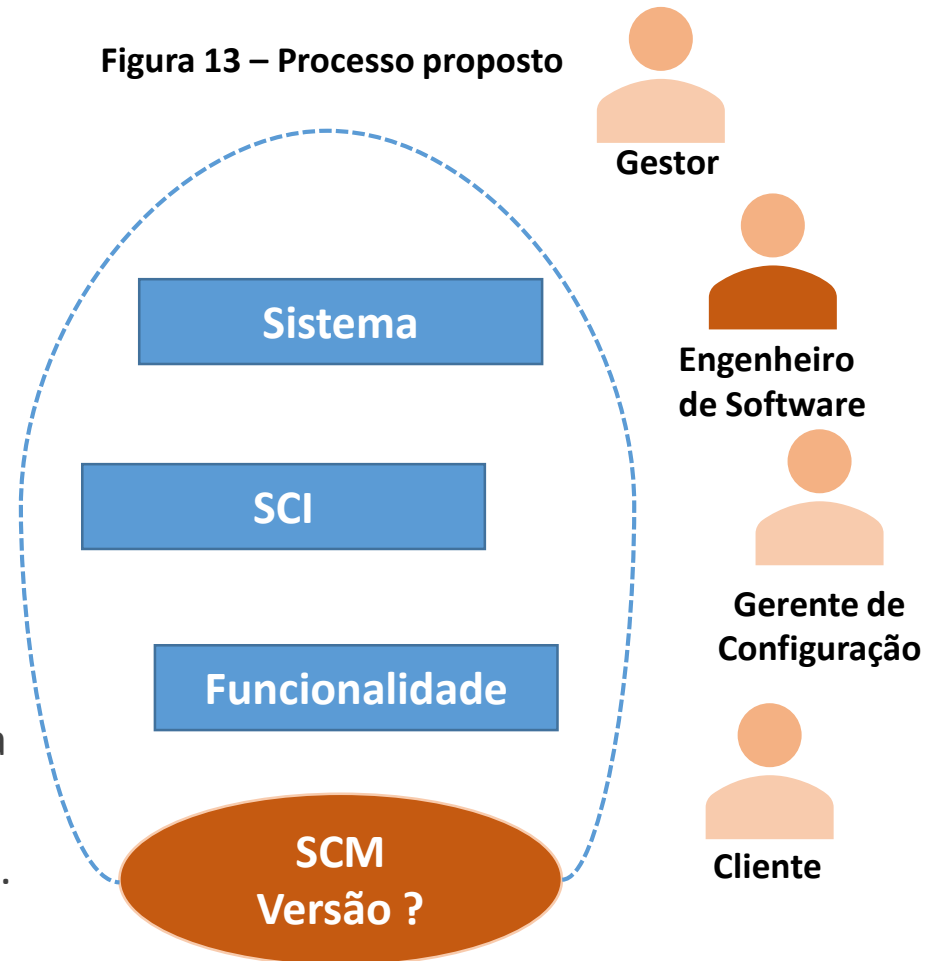 Figura 13 – Processo proposto
Gestor
Sistema
Engenheiro
de Software
SCI
Gerente de
Configuração
Funcionalidade
SCM
Versão ?
Cliente
.